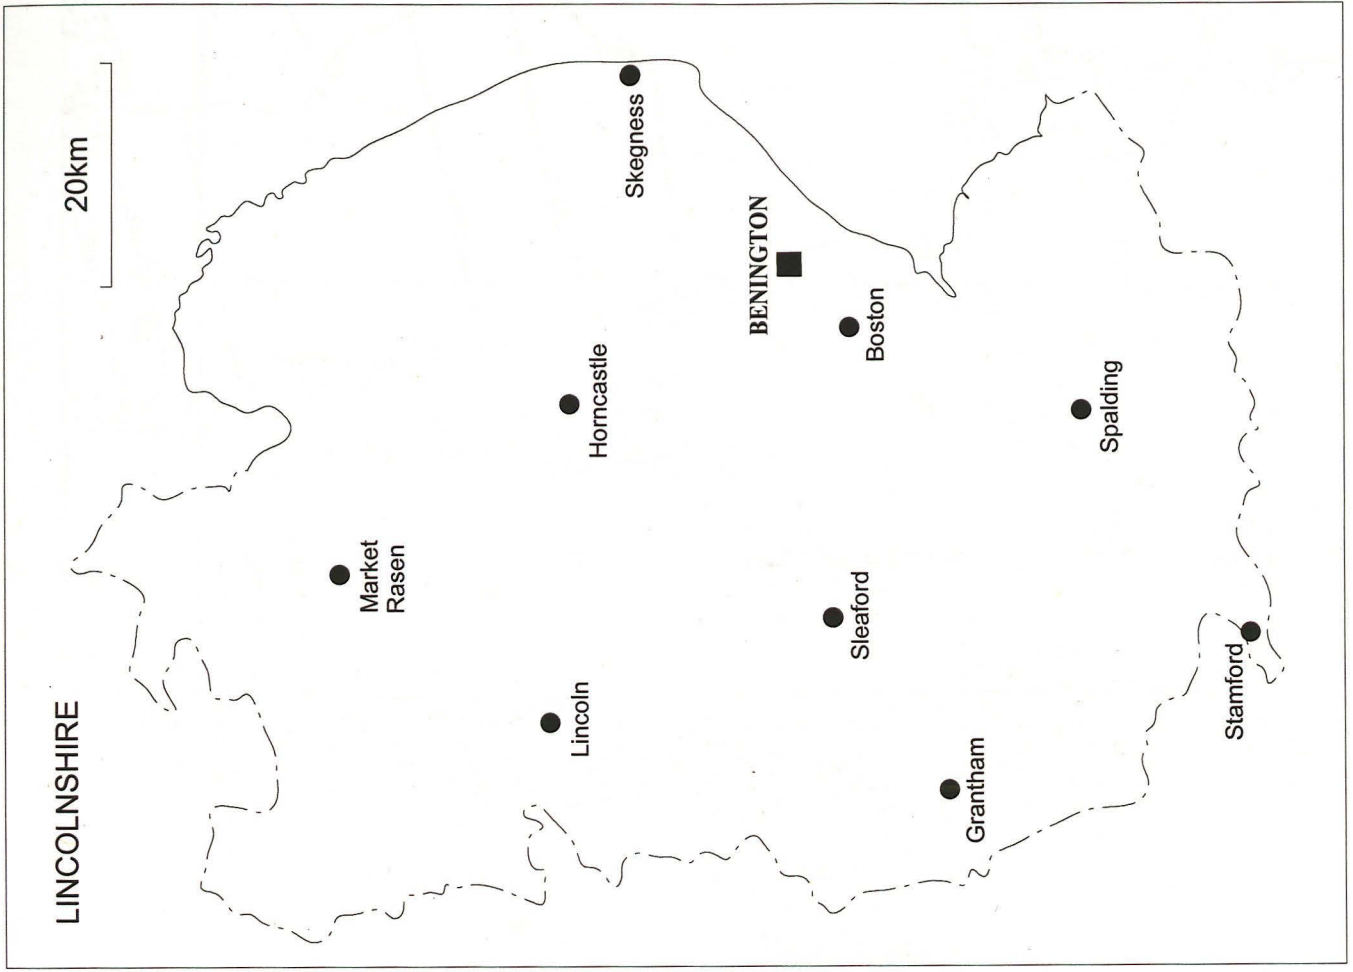 LINCOLNSHIRE
20km
Market
Rasen
Lincoln
Horncastle
Skegness
BENINGTON
Boston
Sleaford
Grantham
Spalding
Stamford